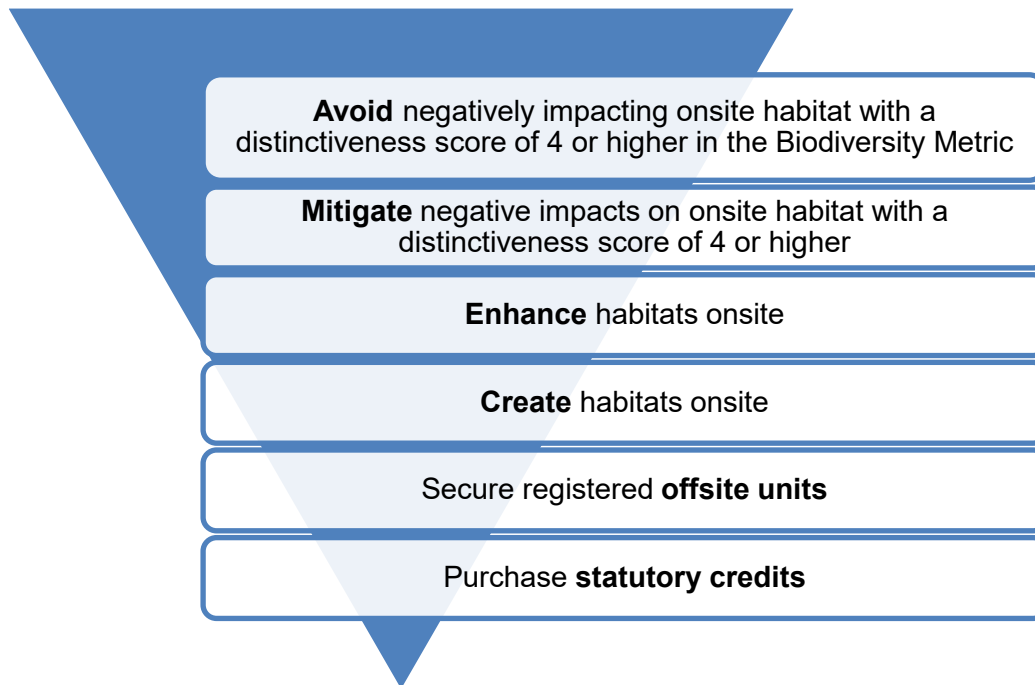 Avoid negatively impacting onsite habitat with a
distinctiveness score of 4 or higher in the Biodiversity Metric
Mitigate negative impacts on onsite habitat with a
distinctiveness score of 4 or higher
Enhance habitats onsite
Create habitats onsite
Secure registered offsite units
Purchase statutory credits